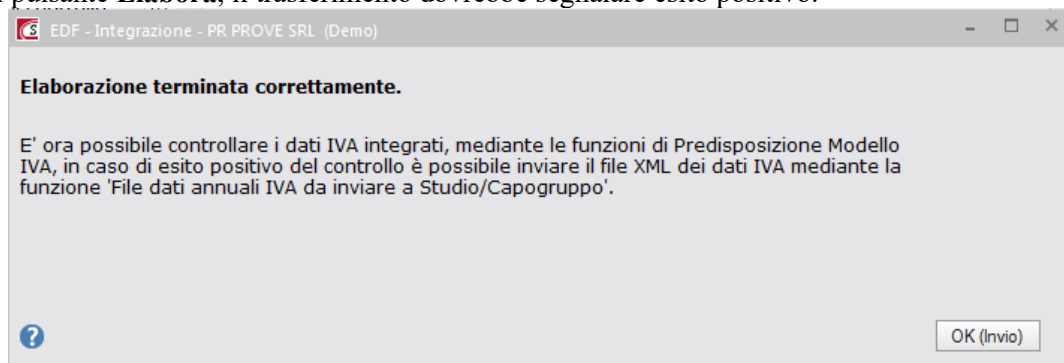 pulsante Elabora, il trasferimento dovrebbe segnalare esito positivo.
EDF - Integrazione - PR PROVE SRL (Demo)
Elaborazione terminata correttamente.
E' ora possibile controllare i dati IVA integrati, mediante le funzioni di Predisposizione Modello
IVA, in caso di esito positivo del controllo è possibile inviare il file XML dei dati IVA mediante la
funzione 'File dati annuali IVA da inviare a Studio/Capogruppo'.
?
OK (Invio)